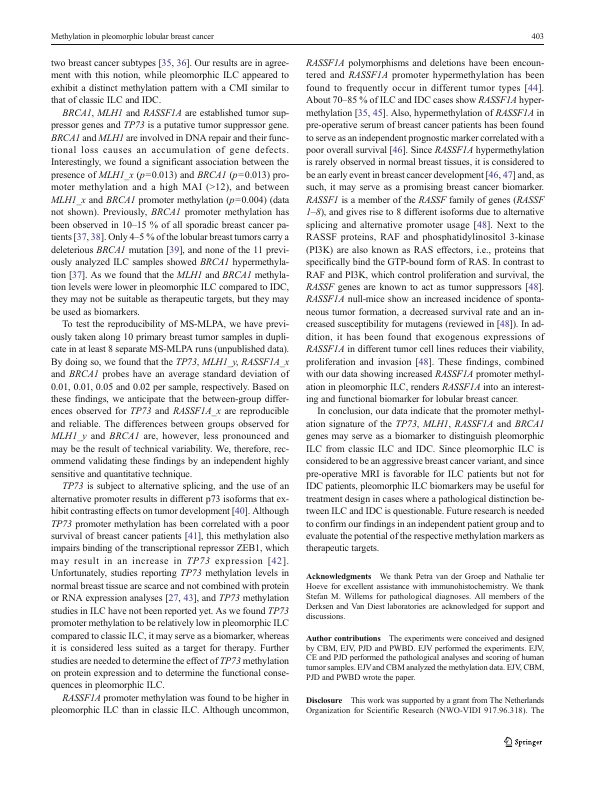 Methylation in pleomorphic lobular breast cancer 403
two breast cancer subtypes [35, 36]. Our results are in agree-
ment with this notion, while pleomorphic ILC appeared to
exhibit a distinct methylation pattern with a CMI similar to
that of classic ILC and IDC.
BRCA1, MLH1 and RASSF1A are established tumor sup-
pressor genes and TP73 is a putative tumor suppressor gene.
BRCA1 and MLH1 are involved in DNA repair and their func-
tional loss causes an accumulation of gene defects.
Interestingly, we found a significant association between the
presence of MLH1_x (p=0.013) and BRCA1 (p=0.013) pro-
moter methylation and a high MAI (>12), and between
MLH1_x and BRCA1 promoter methylation (p=0.004) (data
not shown). Previously, BRCA1 promoter methylation has
been observed in 10–15 % of all sporadic breast cancer pa-
tients [37, 38]. Only 4–5 % of the lobular breast tumors carry a
deleterious BRCA1 mutation [39], and none of the 11 previ-
ously analyzed ILC samples showed BRCA1 hypermethyla-
tion [37]. As we found that the MLH1 and BRCA1 methyla-
tion levels were lower in pleomorphic ILC compared to IDC,
they may not be suitable as therapeutic targets, but they may
be used as biomarkers.
To test the reproducibility of MS-MLPA, we have previ-
ously taken along 10 primary breast tumor samples in dupli-
cate in at least 8 separate MS-MLPA runs (unpublished data).
By doing so, we found that the TP73, MLH1_y, RASSF1A_x
and BRCA1 probes have an average standard deviation of
0.01, 0.01, 0.05 and 0.02 per sample, respectively. Based on
these findings, we anticipate that the between-group differ-
ences observed for TP73 and RASSF1A_x are reproducible
and reliable. The differences between groups observed for
MLH1_y and BRCA1 are, however, less pronounced and
may be the result of technical variability. We, therefore, rec-
ommend validating these findings by an independent highly
sensitive and quantitative technique.
TP73 is subject to alternative splicing, and the use of an
alternative promoter results in different p73 isoforms that ex-
hibit contrasting effects on tumor development [40]. Although
TP73 promoter methylation has been correlated with a poor
survival of breast cancer patients [41], this methylation also
impairs binding of the transcriptional repressor ZEB1, which
may result in an increase in TP73 expression [42].
Unfortunately, studies reporting TP73 methylation levels in
normal breast tissue are scarce and not combined with protein
or RNA expression analyses [27, 43], and TP73 methylation
studies in ILC have not been reported yet. As we found TP73
promoter methylation to be relatively low in pleomorphic ILC
compared to classic ILC, it may serve as a biomarker, whereas
it is considered less suited as a target for therapy. Further
studies are needed to determine the effect of TP73 methylation
on protein expression and to determine the functional conse-
quences in pleomorphic ILC.
RASSF1A promoter methylation was found to be higher in
pleomorphic ILC than in classic ILC. Although uncommon,
RASSF1A polymorphisms and deletions have been encoun-
tered and RASSF1A promoter hypermethylation has been
found to frequently occur in different tumor types [44].
About 70–85 % of ILC and IDC cases show RASSF1A hyper-
methylation [35, 45]. Also, hypermethylation of RASSF1A in
pre-operative serum of breast cancer patients has been found
to serve as an independent prognostic marker correlated with a
poor overall survival [46]. Since RASSF1A hypermethylation
is rarely observed in normal breast tissues, it is considered to
be an early event in breast cancer development [46, 47] and, as
such, it may serve as a promising breast cancer biomarker.
RASSF1 is a member of the RASSF family of genes (RASSF
1–8), and gives rise to 8 different isoforms due to alternative
splicing and alternative promoter usage [48]. Next to the
RASSF proteins, RAF and phosphatidylinositol 3-kinase
(PI3K) are also known as RAS effectors, i.e., proteins that
specifically bind the GTP-bound form of RAS. In contrast to
RAF and PI3K, which control proliferation and survival, the
RASSF genes are known to act as tumor suppressors [48].
RASSF1A null-mice show an increased incidence of sponta-
neous tumor formation, a decreased survival rate and an in-
creased susceptibility for mutagens (reviewed in [48]). In ad-
dition, it has been found that exogenous expressions of
RASSF1A in different tumor cell lines reduces their viability,
proliferation and invasion [48]. These findings, combined
with our data showing increased RASSF1A promoter methyl-
ation in pleomorphic ILC, renders RASSF1A into an interest-
ing and functional biomarker for lobular breast cancer.
In conclusion, our data indicate that the promoter methyl-
ation signature of the TP73, MLH1, RASSF1A and BRCA1
genes may serve as a biomarker to distinguish pleomorphic
ILC from classic ILC and IDC. Since pleomorphic ILC is
considered to be an aggressive breast cancer variant, and since
pre-operative MRI is favorable for ILC patients but not for
IDC patients, pleomorphic ILC biomarkers may be useful for
treatment design in cases where a pathological distinction be-
tween ILC and IDC is questionable. Future research is needed
to confirm our findings in an independent patient group and to
evaluate the potential of the respective methylation markers as
therapeutic targets.
Acknowledgments We thank Petra van der Groep and Nathalie ter
Hoeve for excellent assistance with immunohistochemistry. We thank
Stefan M. Willems for pathological diagnoses. All members of the
Derksen and Van Diest laboratories are acknowledged for support and
discussions.
Author contributions The experiments were conceived and designed
by CBM, EJV, PJD and PWBD. EJV performed the experiments. EJV,
CE and PJD performed the pathological analyses and scoring of human
tumor samples. EJV and CBM analyzed the methylation data. EJV, CBM,
PJD and PWBD wrote the paper.
Disclosure This work was supported by a grant from The Netherlands
Organization for Scientific Research (NWO-VIDI 917.96.318). The
Springer